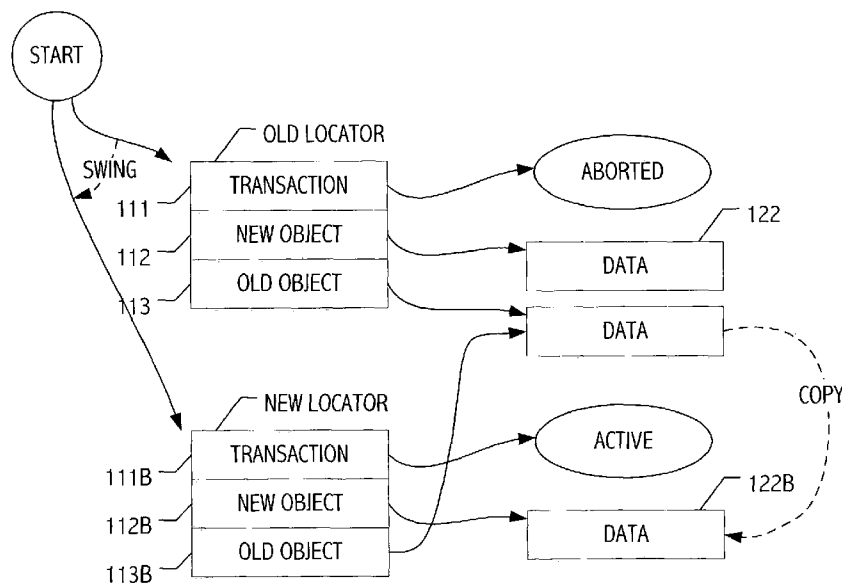 START
SWING
OLD LOCATOR
111 TRANSACTION
112 NEW OBJECT
113 OLD OBJECT
ABORTED
122
DATA
DATA
COPY
NEW LOCATOR
111B TRANSACTION
112B NEW OBJECT
113B OLD OBJECT
ACTIVE
122B
DATA